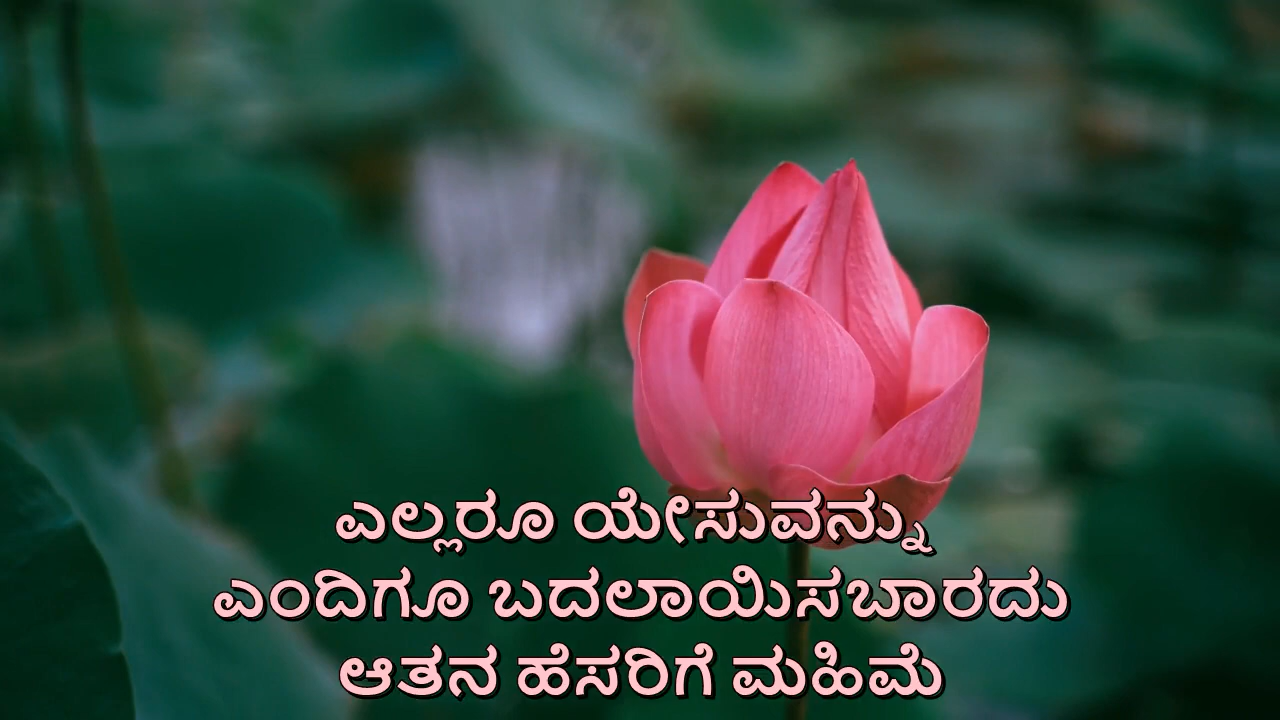 ಎಲ್ಲರೂ ಯೇಸುವನ್ನು
ಎಂದಿಗೂ ಬದಲಾಯಿಸಬಾರದು
ಆತನ ಹೆಸರಿಗೆ ಮಹಿಮೆ